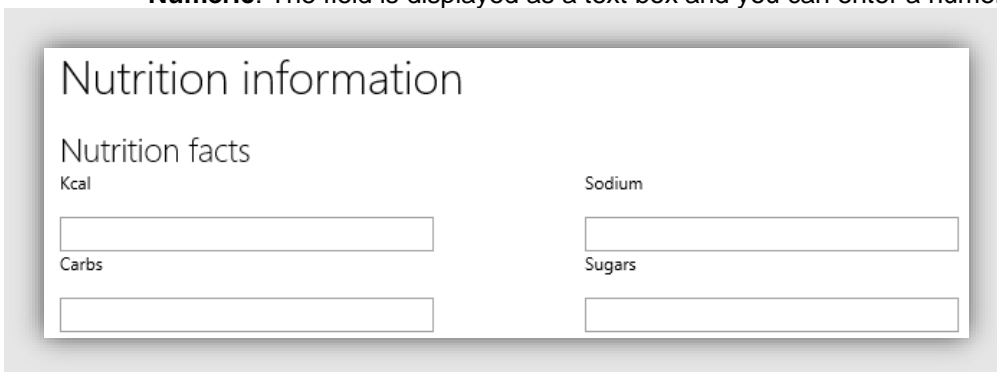 Numeric: The field is displayed as a text box and you can enter a
Nutrition information
Nutrition facts
Kcal Sodium
Carbs Sugars